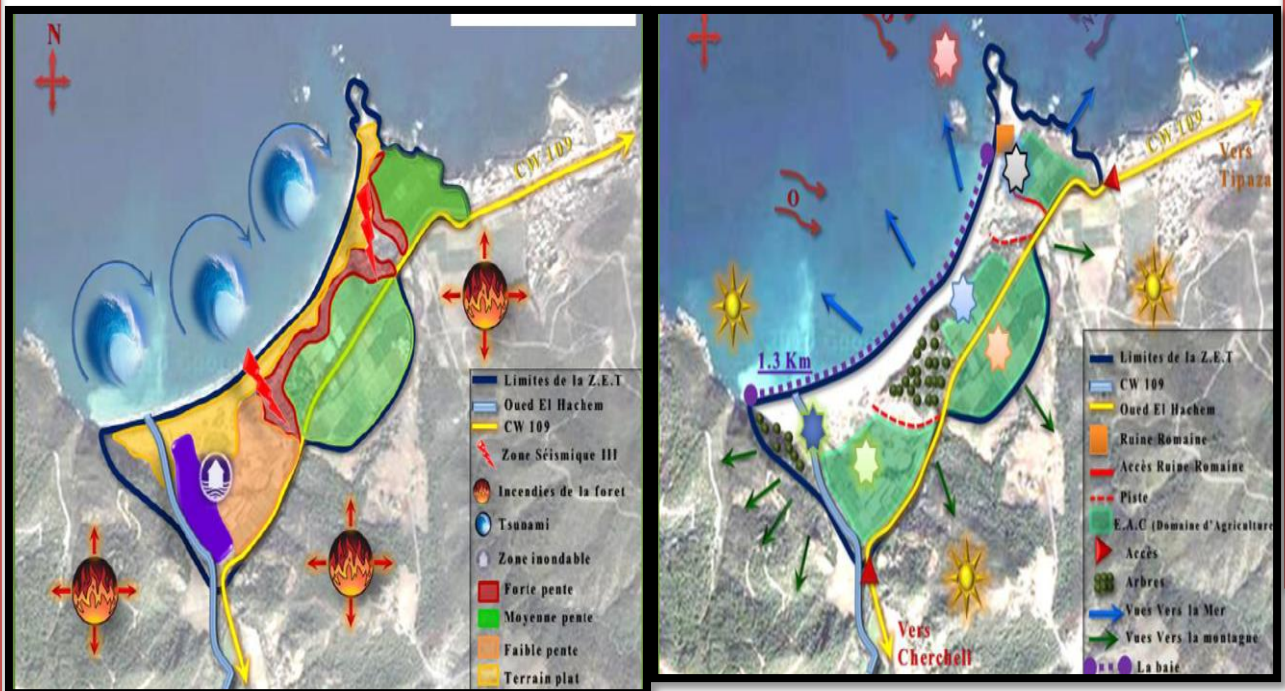 N
CW 109
Limites de la Z.E.T
Oued El Hachem
CW 109
Zone Séismique III
Incendies de la foret
Tsunami
Zone inondable
Forte pente
Moyenne pente
Faible pente
Terrain plat
O
N
CW 109
Vers
Tipaza
O
1.3 Km
Vers
Cherchell
Limites de la Z.E.T
CW 109
Oued El Hachem
Ruine Romaine
Accès Ruine Romaine
Piste
E.A.C (Domaine d'Agriculture
Accès
Arbres
Vues Vers la Mer
Vues Vers la montagne
La baie